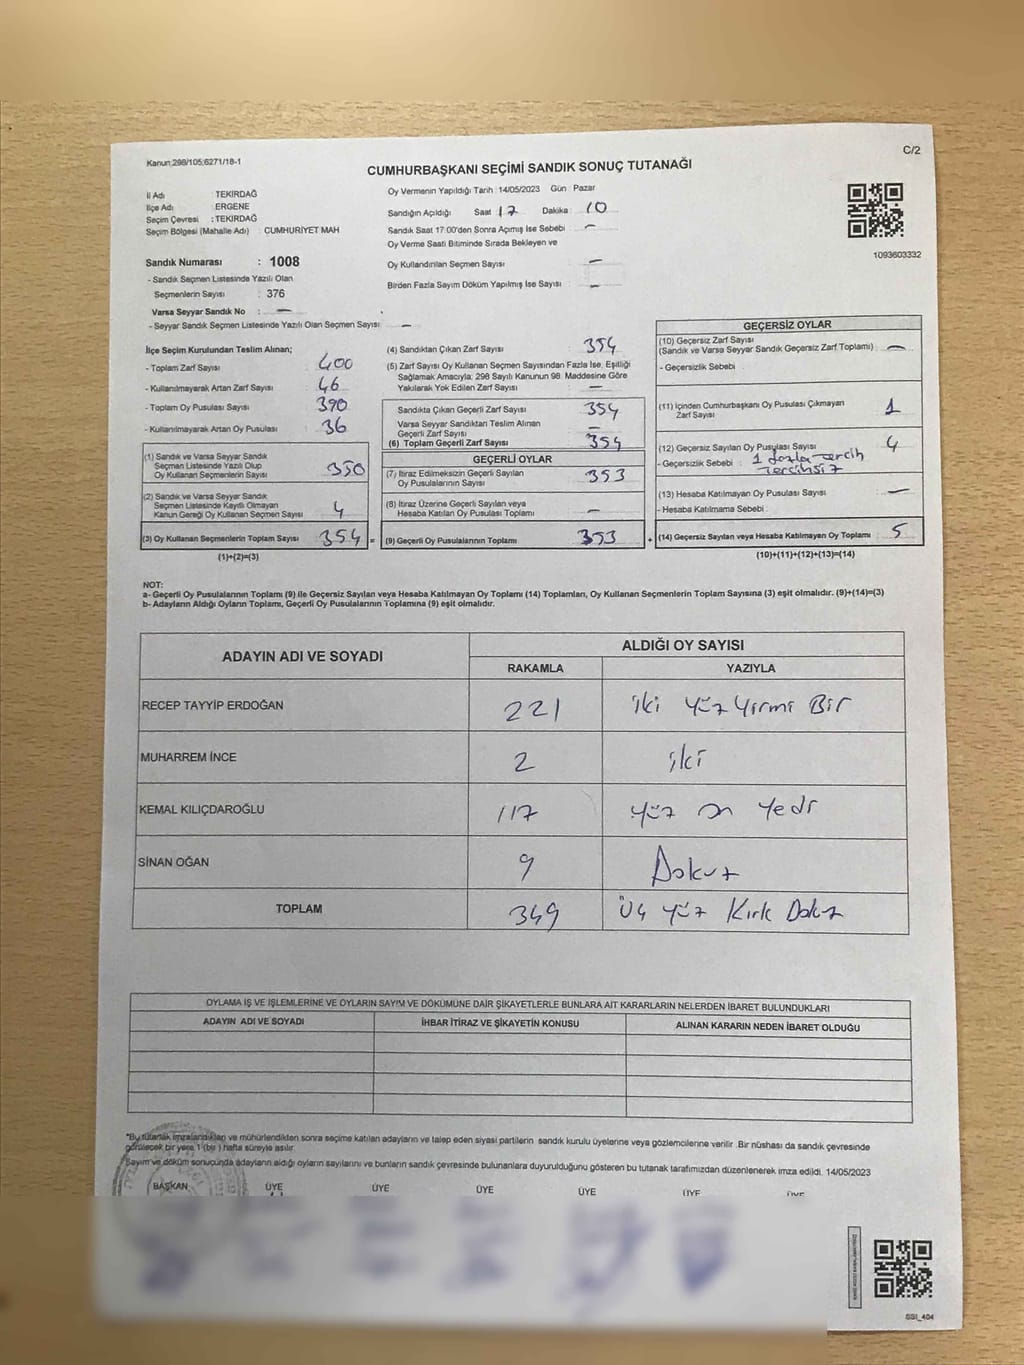 Kanun:298/105;6271/18-1
C/2
CUMHURBAŞKANI SEÇİMİ SANDIK SONUÇ TUTANAĞI
İl Adı : TEKİRDAĞ
İlçe Adı : ERGENE
Seçim Çevresi : TEKİRDAĞ
Seçim Bölgesi (Mahalle Adı) CUMHURİYET MAH
Sandık Numarası : 1008
- Sandık Seçmen Listesinde Yazılı Olan
Seçmenlerin Sayısı : 376
Varsa Seyyar Sandık No : —
- Seyyar Sandık Seçmen Listesinde Yazılı Olan Seçmen Sayısı : —
Oy Vermenin Yapıldığı Tarih : 14/05/2023 Gün : Pazar
Sandığın Açıldığı Saat : 17 Dakika : 10
Sandık Saat 17:00'den Sonra Açılmış İse Sebebi : —
Oy Verme Saati Bitiminde Sırada Bekleyen ve
Oy Kullandırılan Seçmen Sayısı : —
Birden Fazla Sayım Döküm Yapılmış İse Sayısı : —
1093603332
İlçe Seçim Kurulundan Teslim Alınan;
- Toplam Zarf Sayısı : 400
- Kullanılmayarak Artan Zarf Sayısı : 46
- Toplam Oy Pusulası Sayısı : 390
- Kullanılmayarak Artan Oy Pusulası : 36
(1) Sandık ve Varsa Seyyar Sandık
Seçmen Listesinde Yazılı Olup
Oy Kullanan Seçmenlerin Sayısı : 350
(2) Sandık ve Varsa Seyyar Sandık
Seçmen Listesinde Kayıtlı Olmayan
Kanun Gereği Oy Kullanan Seçmen Sayısı : 4
(3) Oy Kullanan Seçmenlerin Toplam Sayısı : 354
(1)+(2)=(3)
(4) Sandıktan Çıkan Zarf Sayısı : 354
(5) Zarf Sayısı Oy Kullanan Seçmen Sayısından Fazla İse, Eşitliği
Sağlamak Amacıyla; 298 Sayılı Kanunun 98. Maddesine Göre
Yakılarak Yok Edilen Zarf Sayısı : —
Sandıkta Çıkan Geçerli Zarf Sayısı : 354
Varsa Seyyar Sandıktan Teslim Alınan
Geçerli Zarf Sayısı : —
(6) Toplam Geçerli Zarf Sayısı : 354
GEÇERLİ OYLAR
(7) İtiraz Edilmeksizin Geçerli Sayılan
Oy Pusulalarının Sayısı : 353
(8) İtiraz Üzerine Geçerli Sayılan veya
Hesaba Katılan Oy Pusulası Toplamı : —
= (9) Geçerli Oy Pusulalarının Toplamı : 353
GEÇERSİZ OYLAR
(10) Geçersiz Zarf Sayısı
(Sandık ve Varsa Seyyar Sandık Geçersiz Zarf Toplamı) : —
- Geçersizlik Sebebi :
(11) İçinden Cumhurbaşkanı Oy Pusulası Çıkmayan
Zarf Sayısı : 1
(12) Geçersiz Sayılan Oy Pusulası Sayısı : 4
- Geçersizlik Sebebi : 1 fazla tercih
tercihsiz
(13) Hesaba Katılmayan Oy Pusulası Sayısı : —
- Hesaba Katılmama Sebebi :
+ (14) Geçersiz Sayılan veya Hesaba Katılmayan Oy Toplamı : 5
(10)+(11)+(12)+(13)=(14)
NOT:
a- Geçerli Oy Pusulalarının Toplamı (9) ile Geçersiz Sayılan veya Hesaba Katılmayan Oy Toplamı (14) Toplamları, Oy Kullanan Seçmenlerin Toplam Sayısına (3) eşit olmalıdır. (9)+(14)=(3)
b- Adayların Aldığı Oyların Toplamı, Geçerli Oy Pusulalarının Toplamına (9) eşit olmalıdır.
ADAYIN ADI VE SOYADI
ALDIĞI OY SAYISI
RAKAMLA YAZIYLA
RECEP TAYYİP ERDOĞAN 221 iki yüz yirmi Bir
MUHARREM İNCE 2 iki
KEMAL KILIÇDAROĞLU 117 yüz on yedi
SİNAN OĞAN 9 Dokuz
TOPLAM 349 Üç yüz Kırk Dokuz
OYLAMA İŞ VE İŞLEMLERİNE VE OYLARIN SAYIM VE DÖKÜMÜNE DAİR ŞİKAYETLERLE BUNLARA AİT KARARLARIN NELERDEN İBARET BULUNDUKLARI
ADAYIN ADI VE SOYADI İHBAR İTİRAZ VE ŞİKAYETİN KONUSU ALINAN KARARIN NEDEN İBARET OLDUĞU
"Bu tutanak imzalandıktan ve mühürlendikten sonra seçime katılan adayların ve talep eden siyasi partilerin sandık kurulu üyelerine veya gözlemcilerine verilir .Bir nüshası da sandık çevresinde
görülecek bir yere 1 (bir ) hafta süreyle asılır.
Sayım ve döküm sonucunda adayların aldığı oyların sayılarını ve bunların sandık çevresinde bulunanlara duyurulduğunu gösteren bu tutanak tarafımızdan düzenlenerek imza edildi. 14/05/2023
BAŞKAN ÜYE ÜYE ÜYE ÜYE ÜYE ÜYE
SSI_404